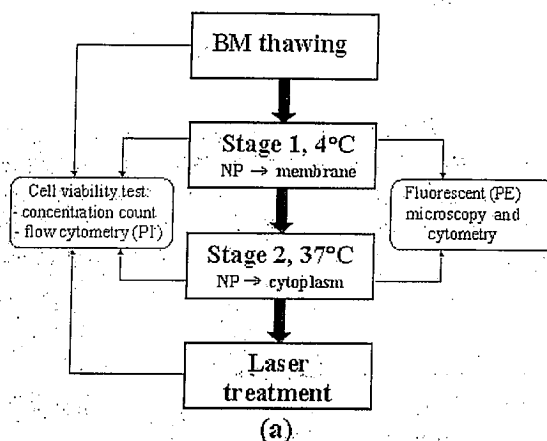 BM thawing
Stage 1, 4°C
NP → membrane
Cell viability test:
- concentration count
- flow cytometry (PI)
Fluorescent (PE)
microscopy and
cytometry
Stage 2, 37°C
NP → cytoplasm
Laser
treatment
(a)